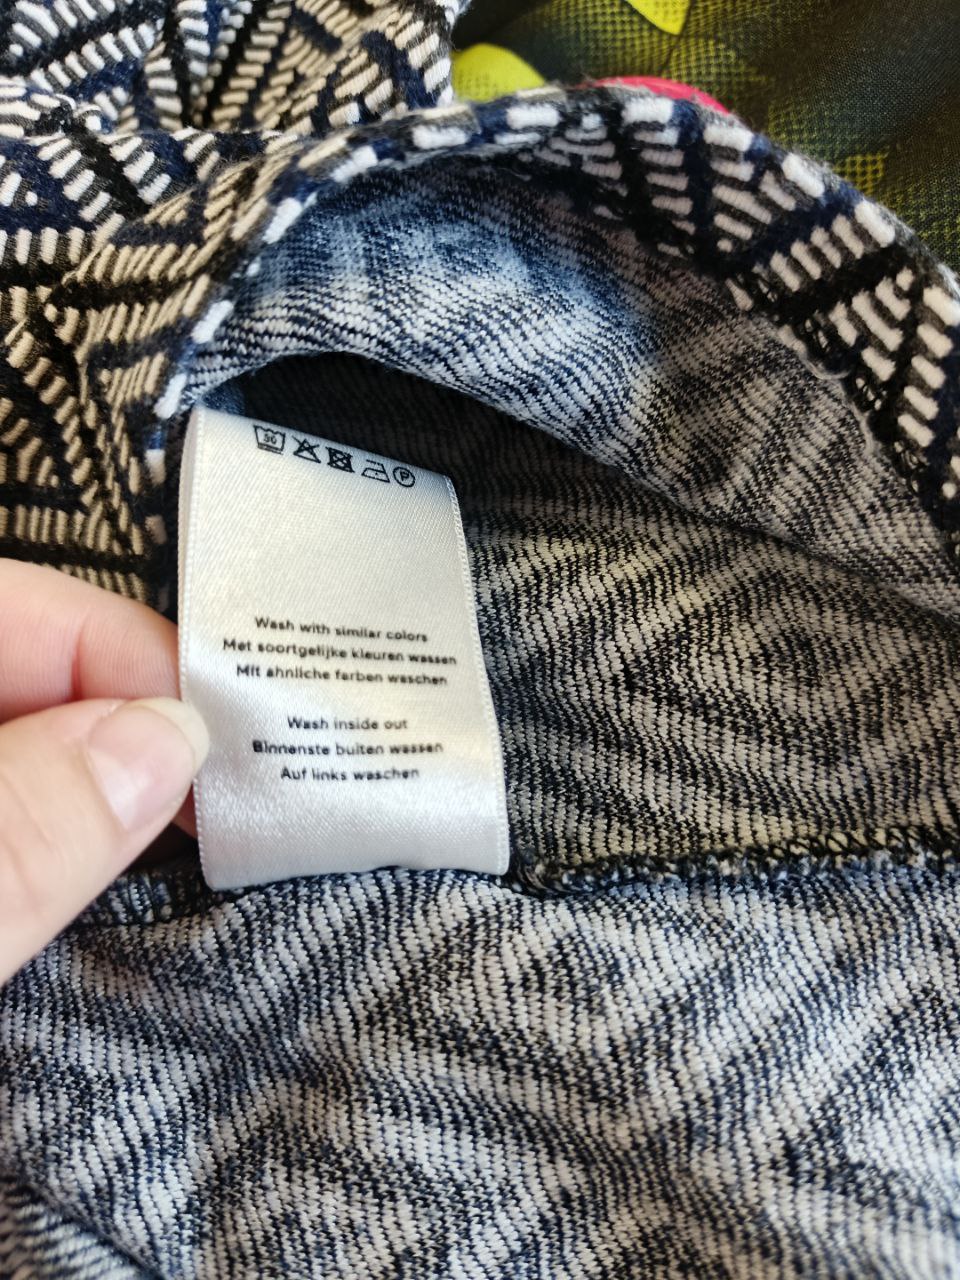 30
P
Wash with similar colors
Met soortgelijke kleuren wassen
Mit ahnliche farben waschen
Wash inside out
Binnenste buiten wassen
Auf links waschen